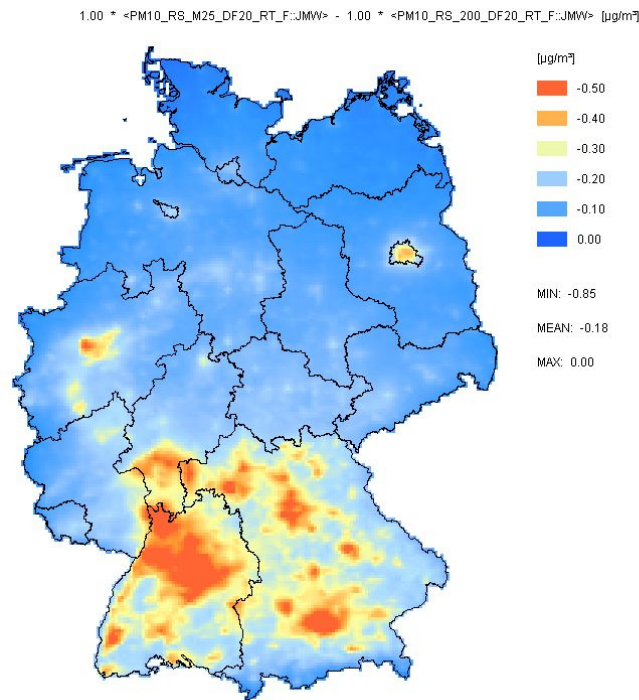 1.00 * <PM10_RS_M25_DF20_RT_F::JMW> - 1.00 * <PM10_RS_200_DF20_RT_F::JMW> [µg/m³]
[µg/m³]
-0.50
-0.40
-0.30
-0.20
-0.10
0.00
MIN: -0.85
MEAN: -0.18
MAX: 0.00